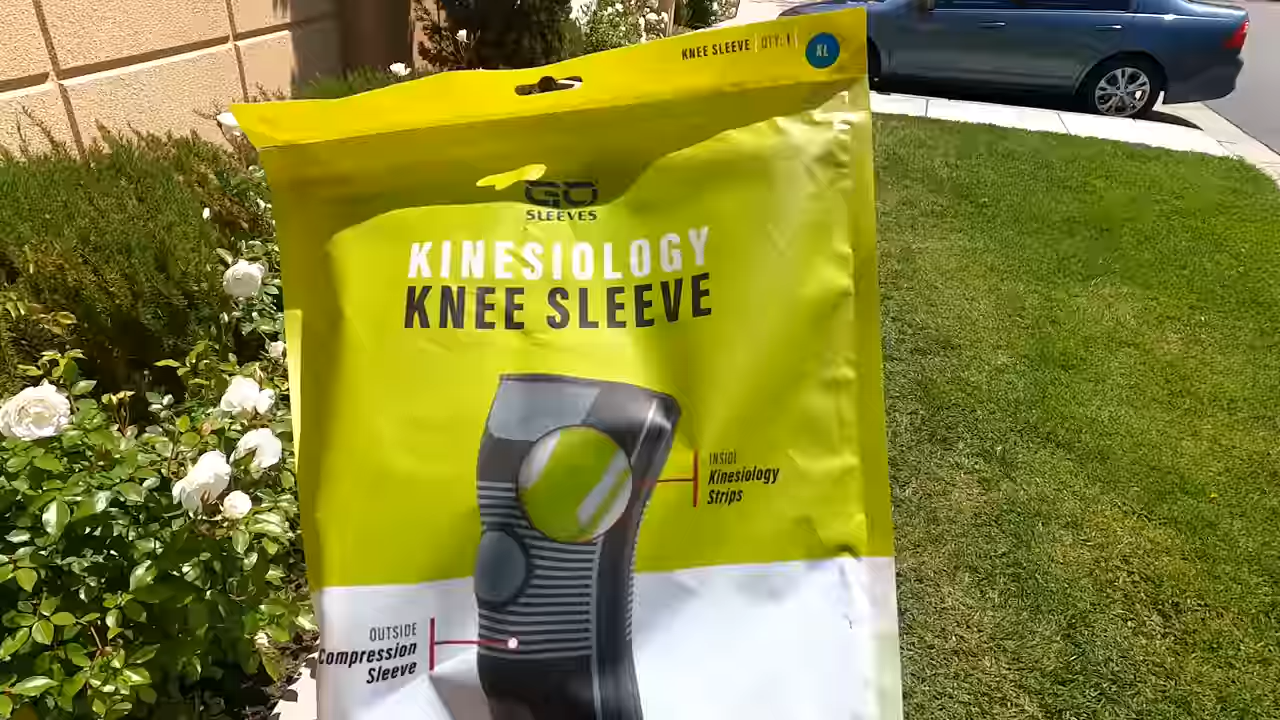 KNEE SLEEVE | QTY: 1 | XL
GO
SLEEVES
KINESIOLOGY
KNEE SLEEVE
INSIDE
Kinesiology
Strips
OUTSIDE
Compression
Sleeve